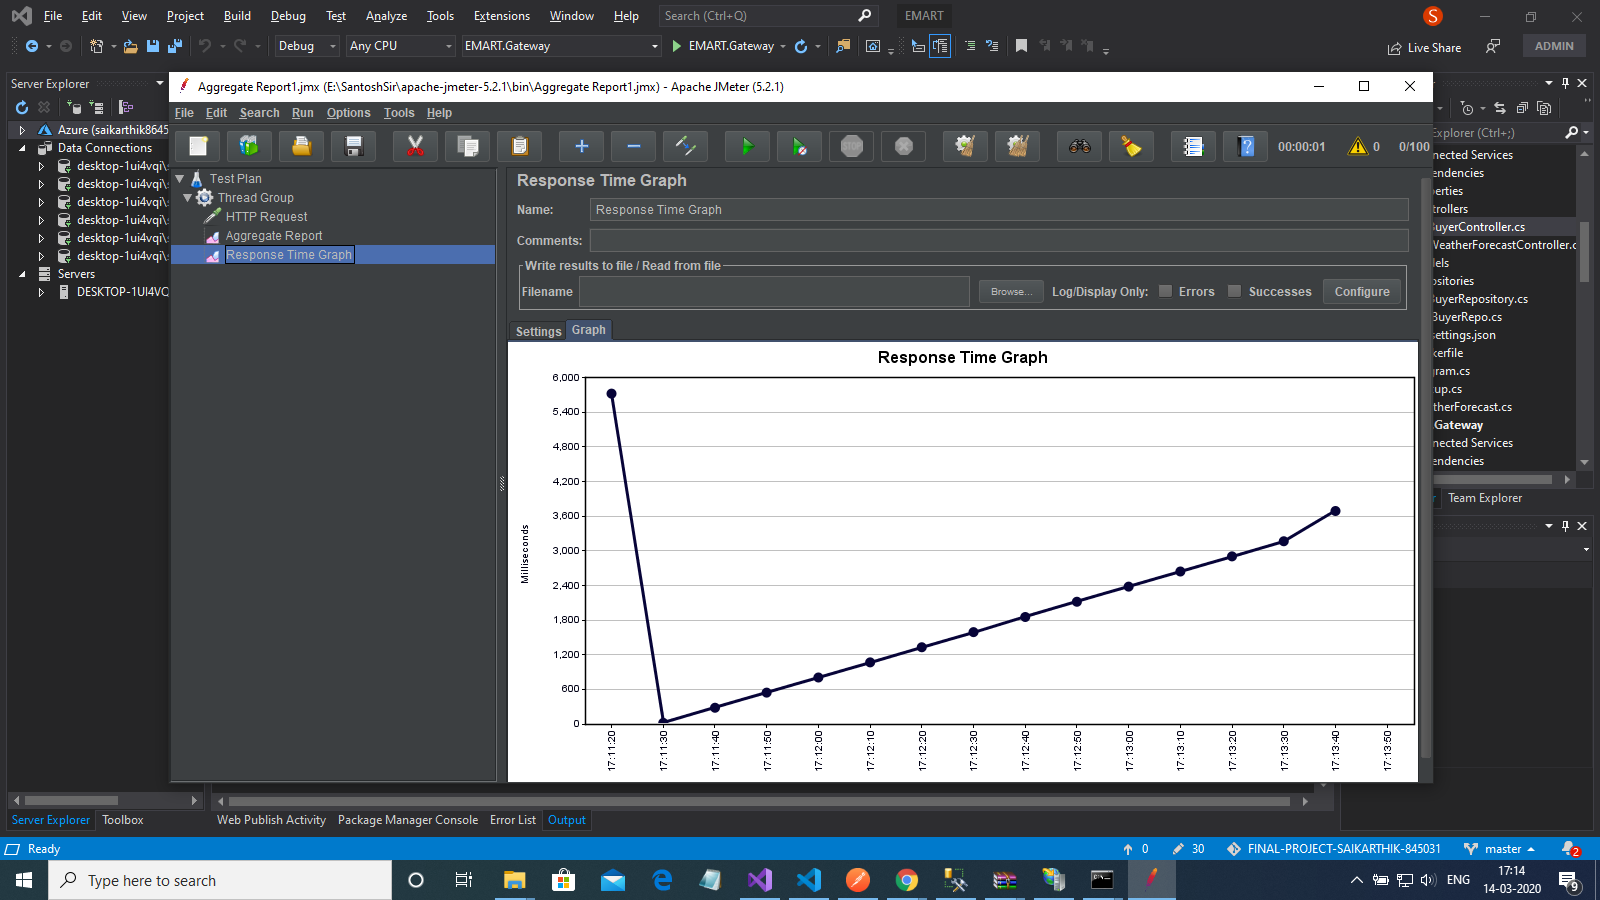 File Edit View Project Build Debug Test Analyze Tools Extensions Window Help Search (Ctrl+Q) EMART S
Debug Any CPU EMART.Gateway EMART.Gateway Live Share ADMIN
Server Explorer
Aggregate Report1.jmx (E:\SantoshSir\apache-jmeter-5.2.1\bin\Aggregate Report1.jmx) - Apache JMeter (5.2.1)
File Edit Search Run Options Help
00:00:01 0 0/100
Azure (saikarthik8645
Data Connections
desktop-1ui4vqi\
desktop-1ui4vqi\
desktop-1ui4vqi\
desktop-1ui4vqi\
desktop-1ui4vqi\
desktop-1ui4vqi\
Servers
DESKTOP-1UI4VQ
Test Plan
Thread Group
HTTP Request
Aggregate Report
Response Time Graph
Response Time Graph
Name: Response Time Graph
Comments:
Write results to file / Read from file
Filename Browse... Log/Display Only: Errors Successes Configure
Settings Graph
Response Time Graph
Milliseconds
6,000
5,400
4,800
4,200
3,600
3,000
2,400
1,800
1,200
600
0
17:11:20 17:11:30 17:11:40 17:11:50 17:12:00 17:12:10 17:12:20 17:12:30 17:12:40 17:12:50 17:13:00 17:13:10 17:13:20 17:13:30 17:13:40 17:13:50
Explorer (Ctrl+;)
nnected Services
endencies
perties
trollers
BuyerController.cs
WeatherForecastController.c
dels
ositories
BuyerRepository.cs
BuyerRepo.cs
settings.json
kerfile
gram.cs
tup.cs
therForecast.cs
Gateway
nnected Services
endencies
Team Explorer
Server Explorer Toolbox
Web Publish Activity Package Manager Console Error List Output
Ready 0 30 FINAL-PROJECT-SAIKARTHIK-845031 master 2
Type here to search
ENG
17:14
14-03-2020
9